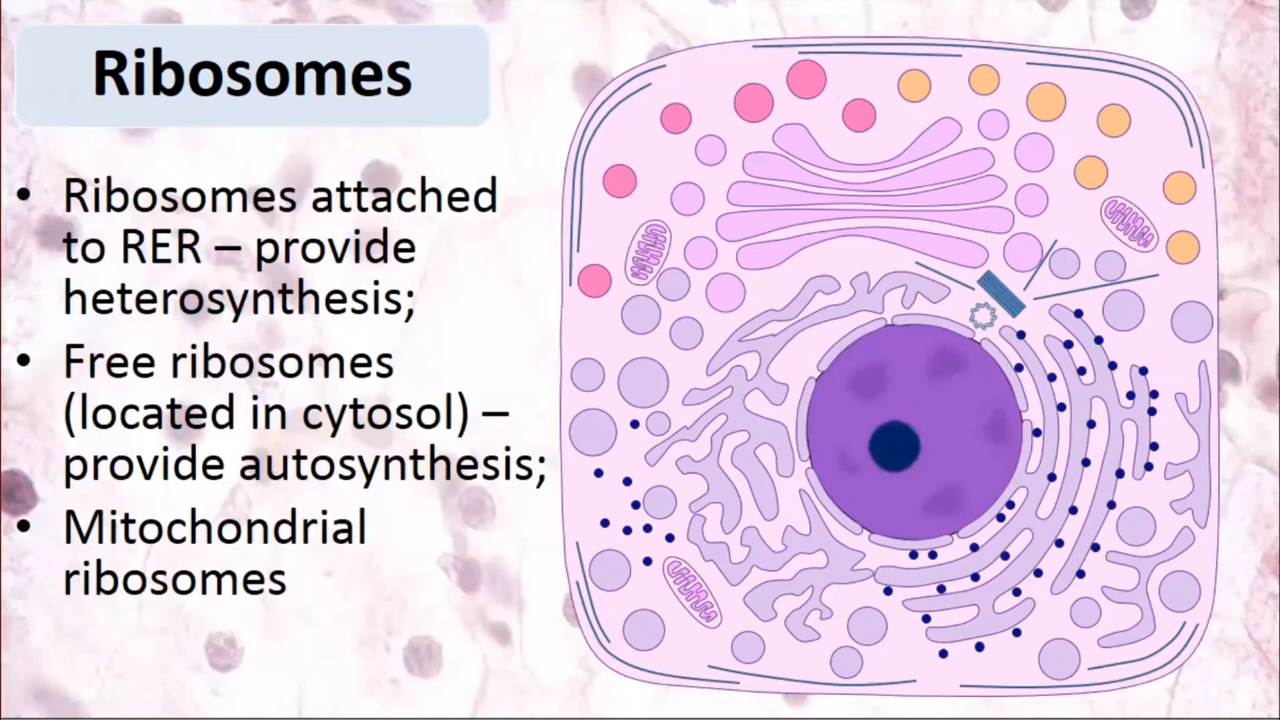 Ribosomes
• Ribosomes attached
to RER – provide
heterosynthesis;
• Free ribosomes
(located in cytosol) –
provide autosynthesis;
• Mitochondrial
ribosomes